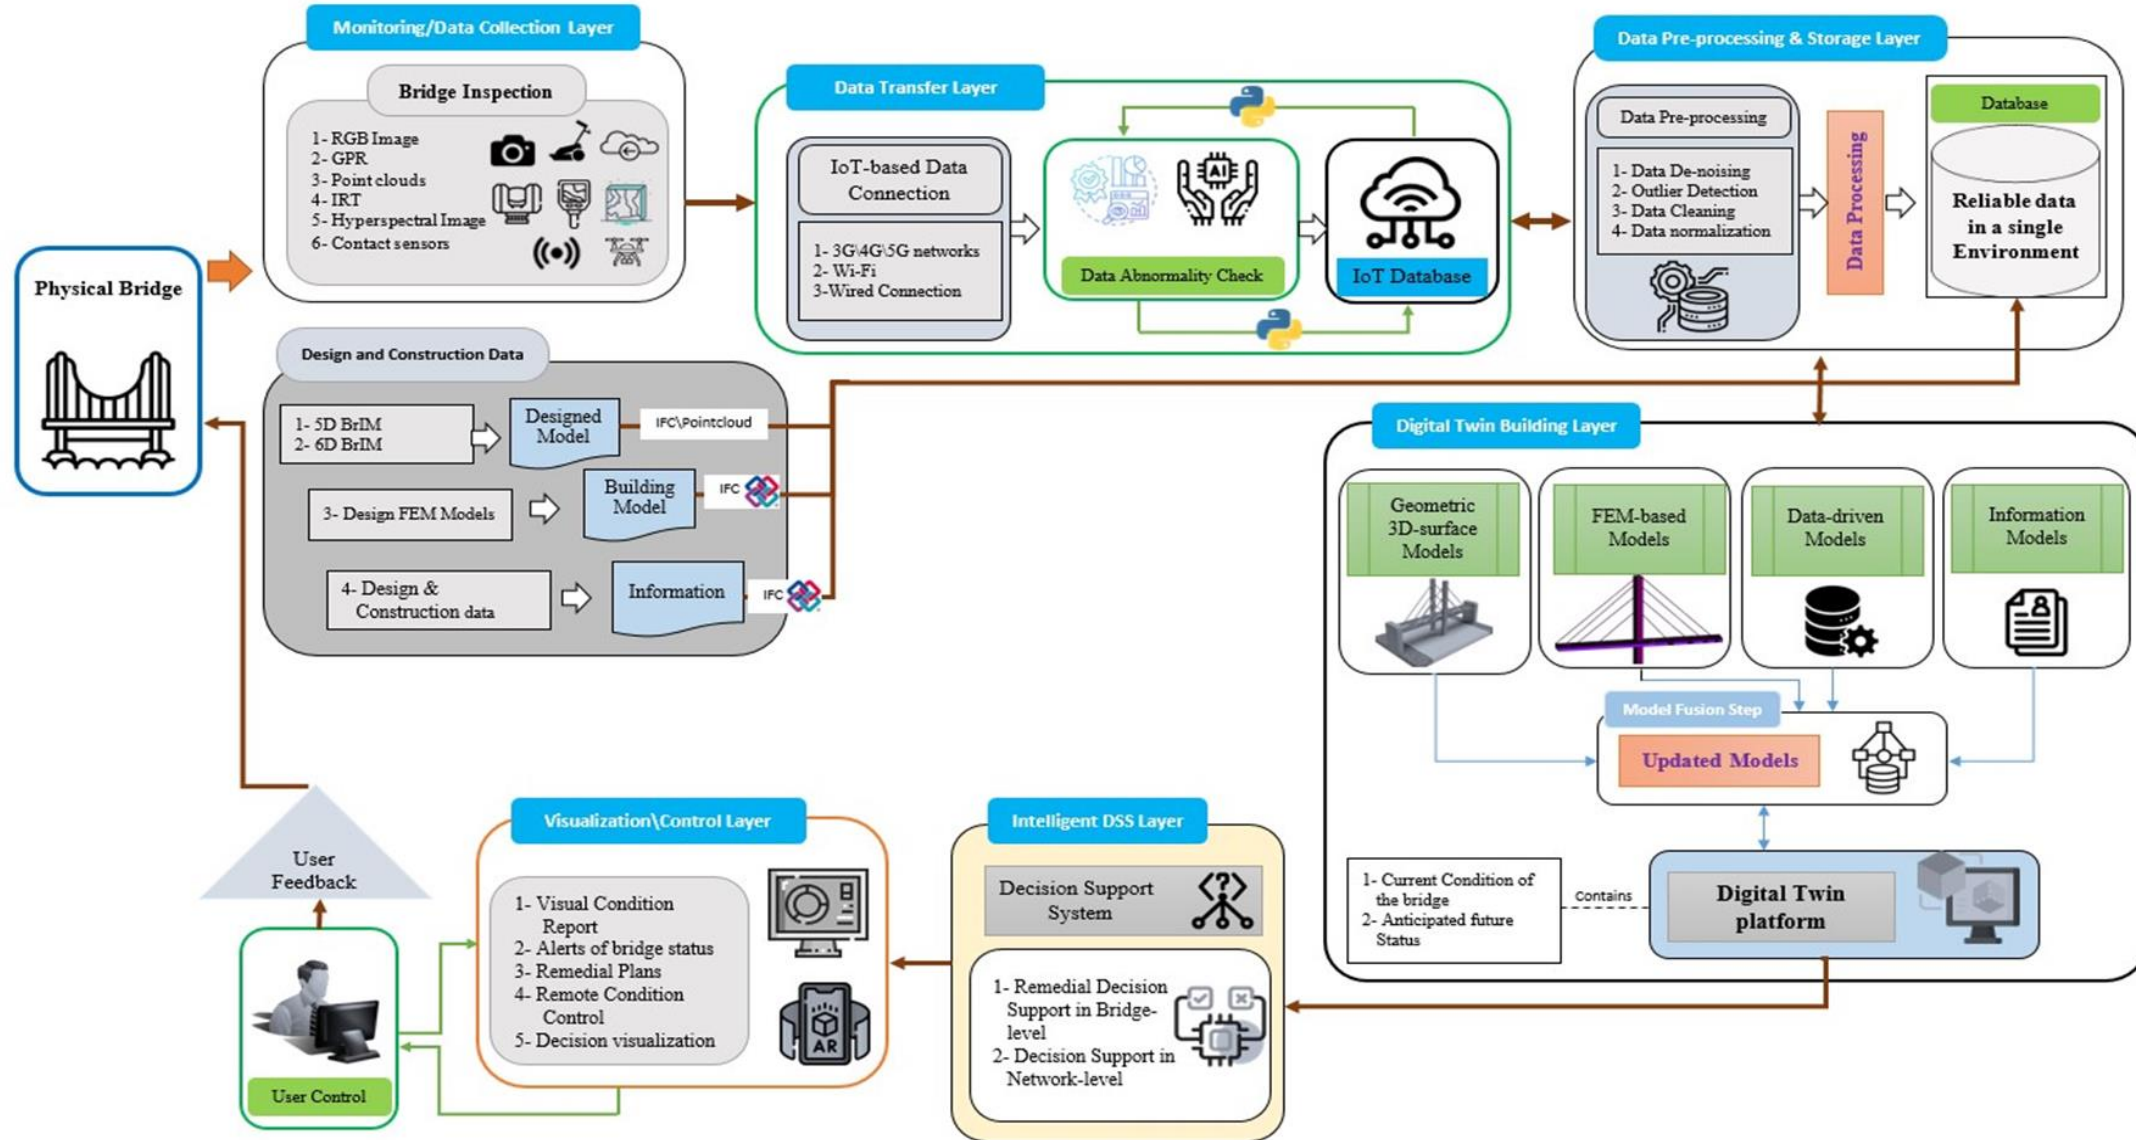 Monitoring/Data Collection Layer
Bridge Inspection
1- RGB Image
2- GPR
3- Point clouds
4- IRT
5- Hyperspectral Image
6- Contact sensors
Physical Bridge
Data Transfer Layer
IoT-based Data
Connection
1- 3G\4G\5G networks
2- Wi-Fi
3-Wired Connection
AI
Data Abnormality Check
IoT Database
Data Pre-processing & Storage Layer
Data Pre-processing
1- Data De-noising
2- Outlier Detection
3- Data Cleaning
4- Data normalization
Data Processing
Database
Reliable data
in a single
Environment
Design and Construction Data
1- 5D BrIM
2- 6D BrIM
Designed
Model
IFC\Pointcloud
3- Design FEM Models
Building
Model
IFC
4- Design &
Construction data
Information
IFC
Digital Twin Building Layer
Geometric
3D-surface
Models
FEM-based
Models
Data-driven
Models
Information
Models
Model Fusion Step
Updated Models
1- Current Condition of
the bridge
2- Anticipated future
Status
Contains
Digital Twin
platform
Intelligent DSS Layer
Decision Support
System
1- Remedial Decision
Support in Bridge-
level
2- Decision Support in
Network-level
Visualization\Control Layer
1- Visual Condition
Report
2- Alerts of bridge status
3- Remedial Plans
4- Remote Condition
Control
5- Decision visualization
AR
User
Feedback
User Control